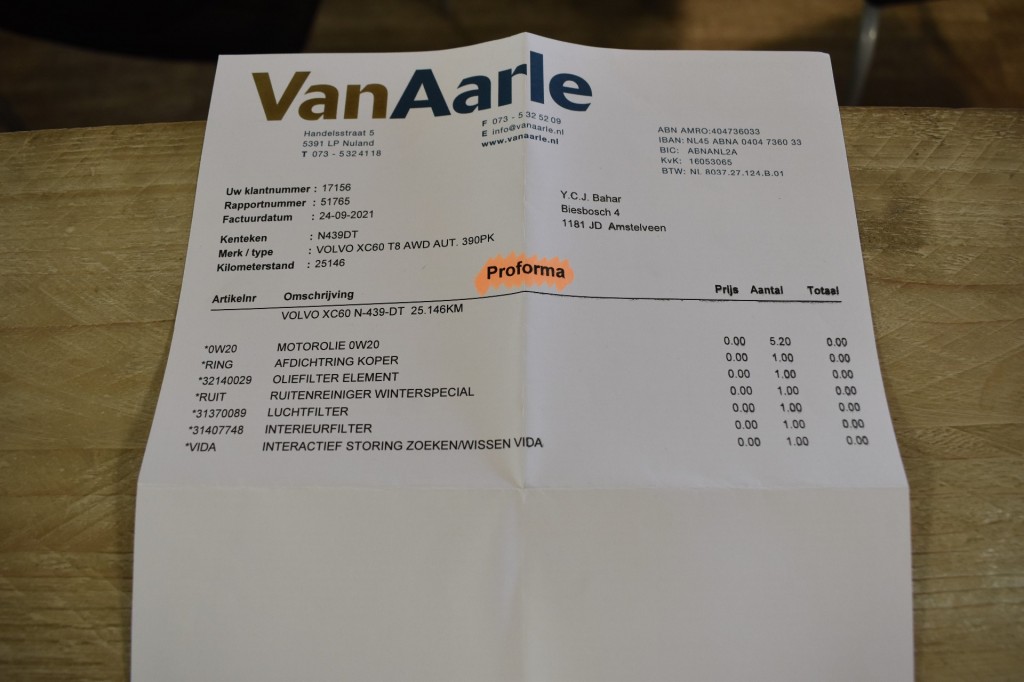 VanAarle
Handelsstraat 5
5391 LP Nuland
T 073 - 5324118
F 073 - 5325209
E info@vanaarle.nl
www.vanaarle.nl
ABN AMRO:404736033
IBAN: NL45 ABNA 0404 7360 33
BIC: ABNANL2A
KvK: 16053065
BTW: Nl. 8037.27.124.B.01
Uw klantnummer : 17156
Rapportnummer : 51765
Factuurdatum : 24-09-2021
Y.C.J. Bahar
Biesbosch 4
1181 JD Amstelveen
Kenteken : N439DT
Merk / type : VOLVO XC60 T8 AWD AUT. 390PK
Kilometerstand : 25146
Proforma
Artikelnr Omschrijving Prijs Aantal Totaal
VOLVO XC60 N-439-DT 25.146KM
*0W20 MOTOROLIE 0W20 0.00 5.20 0.00
*RING AFDICHTRING KOPER 0.00 1.00 0.00
*32140029 OLIEFILTER ELEMENT 0.00 1.00 0.00
*RUIT RUITENREINIGER WINTERSPECIAL 0.00 1.00 0.00
*31370089 LUCHTFILTER 0.00 1.00 0.00
*31407748 INTERIEURFILTER 0.00 1.00 0.00
*VIDA INTERACTIEF STORING ZOEKEN/WISSEN VIDA 0.00 1.00 0.00